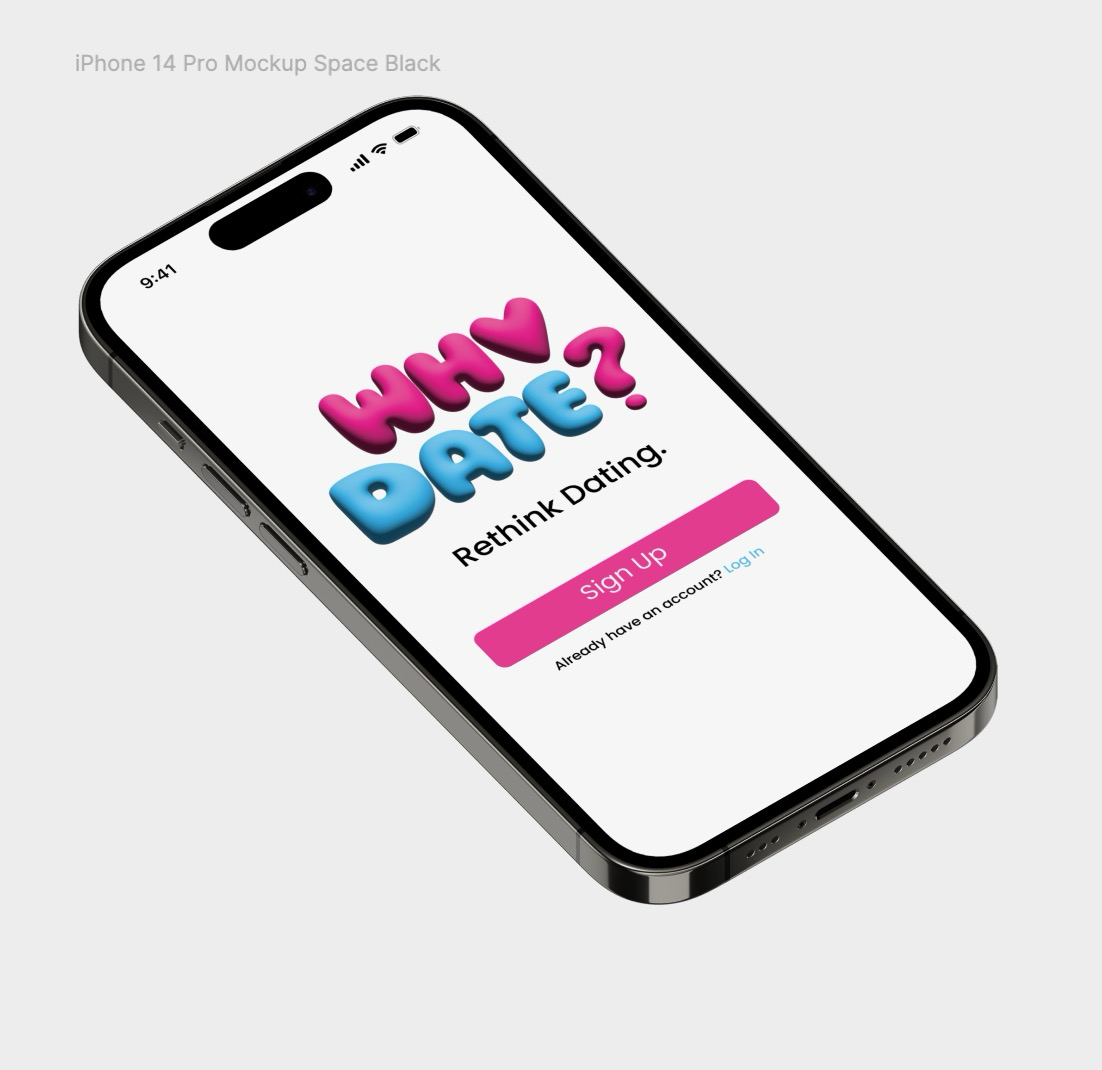 iPhone 14 Pro Mockup Space Black
9:41
WH♥
DATE?
Rethink Dating.
Sign Up
Already have an account? Log In